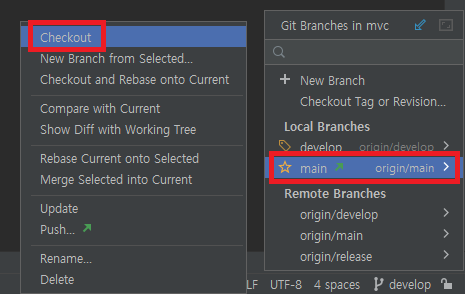 Checkout
New Branch from Selected...
Checkout and Rebase onto Current
Compare with Current
Show Diff with Working Tree
Rebase Current onto Selected
Merge Selected into Current
Update
Push...
Rename...
Delete
Git Branches in mvc
New Branch
Checkout Tag or Revision...
Local Branches
develop origin/develop
main origin/main
Remote Branches
origin/develop
origin/main
origin/release
LF UTF-8 4 spaces develop